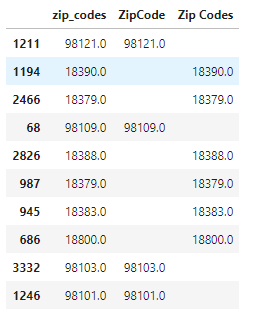 zip_codes ZipCode Zip Codes
1211 98121.0 98121.0
1194 18390.0 18390.0
2466 18379.0 18379.0
68 98109.0 98109.0
2826 18388.0 18388.0
987 18379.0 18379.0
945 18383.0 18383.0
686 18800.0 18800.0
3332 98103.0 98103.0
1246 98101.0 98101.0